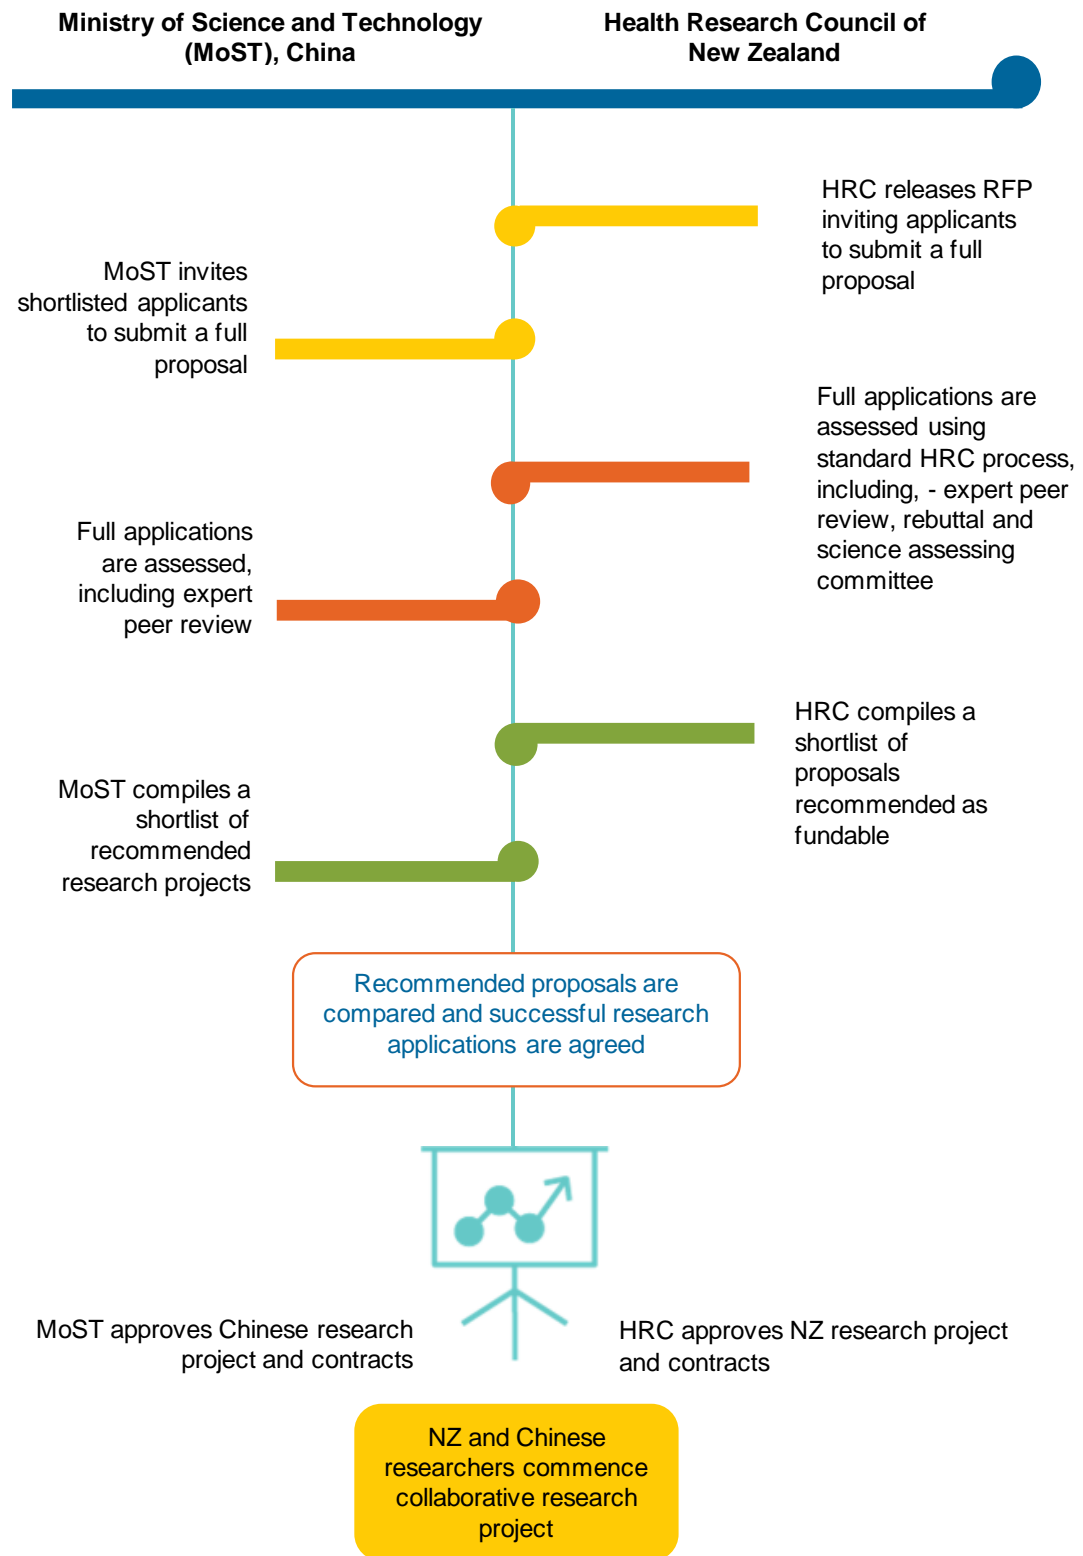 Ministry of Science and Technology
(MoST), China
Health Research Council of
New Zealand
HRC releases RFP
inviting applicants
to submit a full
proposal
MoST invites
shortlisted applicants
to submit a full
proposal
Full applications are
assessed using
standard HRC process,
including, - expert peer
review, rebuttal and
science assessing
committee
Full applications
are assessed,
including expert
peer review
HRC compiles a
shortlist of
proposals
recommended as
fundable
MoST compiles a
shortlist of
recommended
research projects
Recommended proposals are
compared and successful research
applications are agreed
MoST approves Chinese research
project and contracts
HRC approves NZ research project
and contracts
NZ and Chinese
researchers commence
collaborative research
project